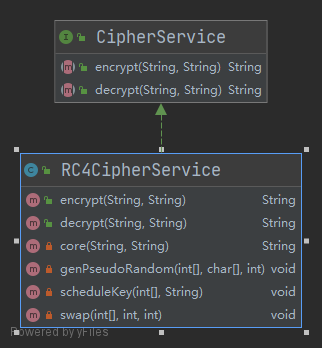 CipherService
encrypt(String, String) String
decrypt(String, String) String
RC4CipherService
encrypt(String, String) String
decrypt(String, String) String
core(String, String) String
genPseudoRandom(int[], char[], int) void
scheduleKey(int[], String) void
swap(int[], int, int) void
Powered by yFiles